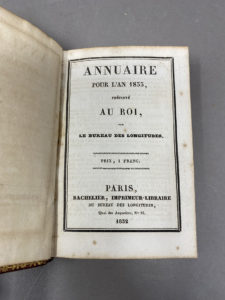 ANNUAIRE
POUR L'AN 1833,
présenté
AU ROI,
PAR
LE BUREAU DES LONGITUDES.
PRIX, 1 FRANC.
PARIS,
BACHELIER, IMPRIMEUR-LIBRAIRE
DU BUREAU DES LONGITUDES,
Quai des Augustins, Nº 55.
1832